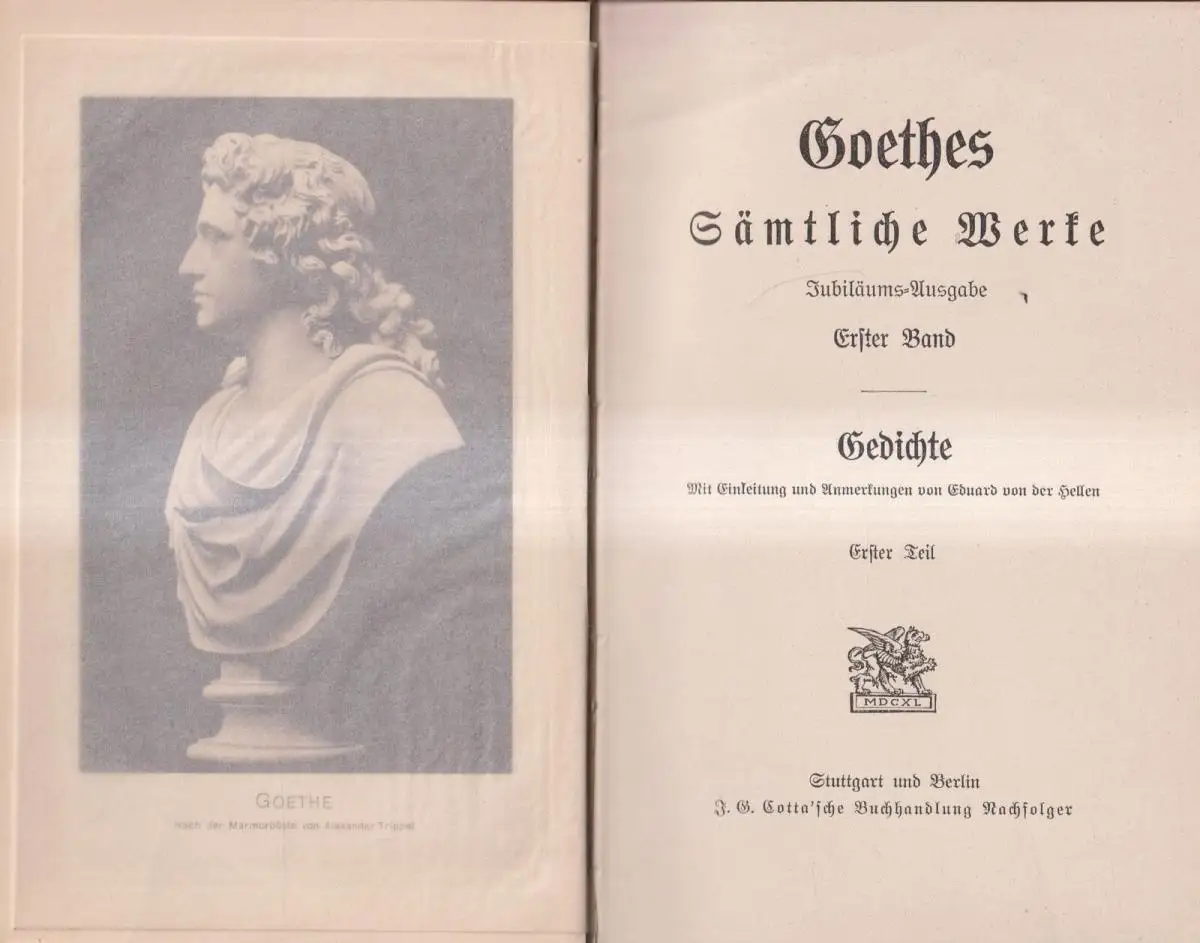 GOETHE
Nach der Marmorbüste von Alexander Trippel
Goethes
Sämtliche Werke
Jubiläums-Ausgabe
Erster Band
Gedichte
Mit Einleitung und Anmerkungen von Eduard von der Hellen
Erster Teil
MDCXL
Stuttgart und Berlin
J. G. Cotta'sche Buchhandlung Nachfolger